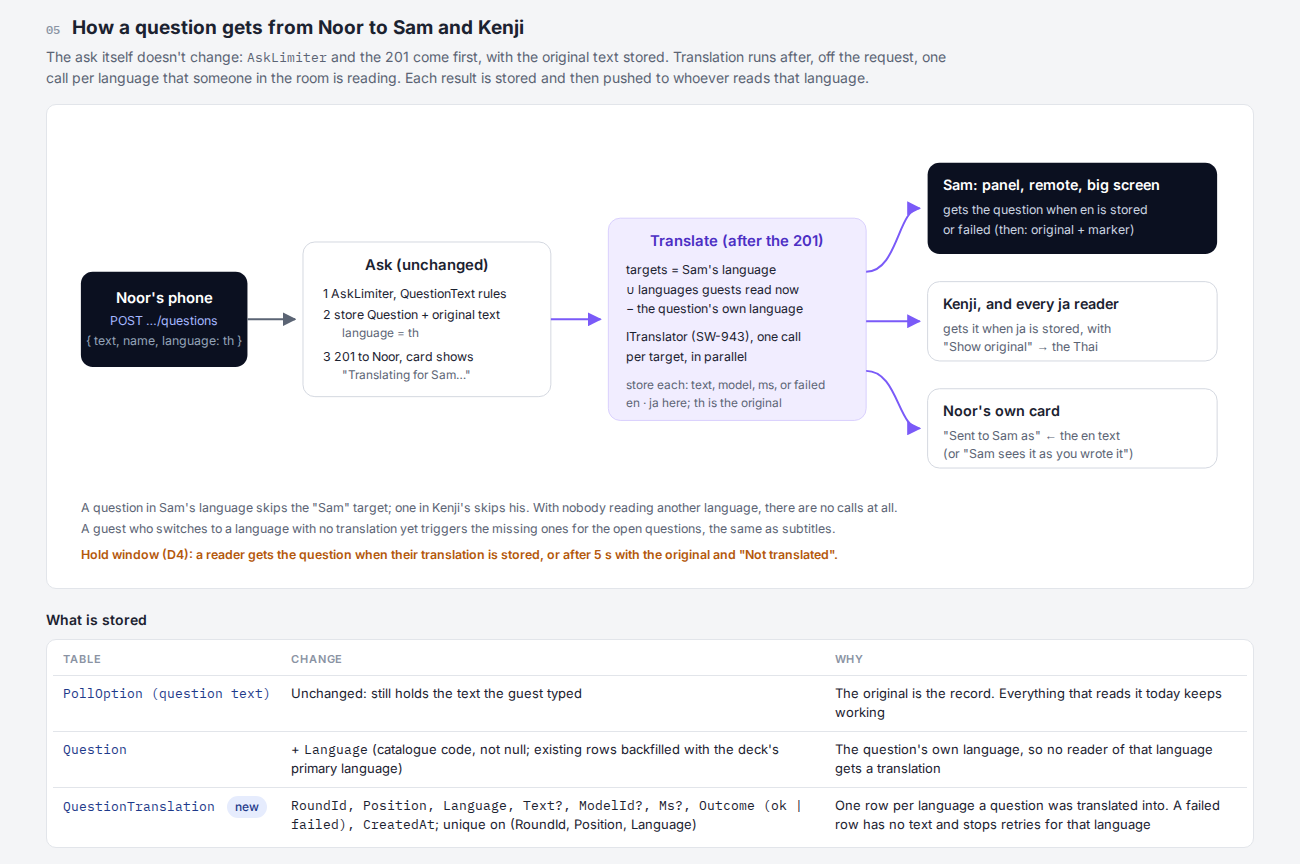 05 How a question gets from Noor to Sam and Kenji
The ask itself doesn't change: AskLimiter and the 201 come first, with the original text stored. Translation runs after, off the request, one
call per language that someone in the room is reading. Each result is stored and then pushed to whoever reads that language.
Noor's phone
POST .../questions
{ text, name, language: th }
Ask (unchanged)
1 AskLimiter, QuestionText rules
2 store Question + original text
language = th
3 201 to Noor, card shows
"Translating for Sam…"
Translate (after the 201)
targets = Sam's language
∪ languages guests read now
− the question's own language
ITranslator (SW-943), one call
per target, in parallel
store each: text, model, ms, or failed
en · ja here; th is the original
Sam: panel, remote, big screen
gets the question when en is stored
or failed (then: original + marker)
Kenji, and every ja reader
gets it when ja is stored, with
"Show original" → the Thai
Noor's own card
"Sent to Sam as" ← the en text
(or "Sam sees it as you wrote it")
A question in Sam's language skips the "Sam" target; one in Kenji's skips his. With nobody reading another language, there are no calls at all.
A guest who switches to a language with no translation yet triggers the missing ones for the open questions, the same as subtitles.
Hold window (D4): a reader gets the question when their translation is stored, or after 5 s with the original and "Not translated".
What is stored
TABLE CHANGE WHY
PollOption (question text) Unchanged: still holds the text the guest typed The original is the record. Everything that reads it today keeps
working
Question + Language (catalogue code, not null; existing rows backfilled with the deck's The question's own language, so no reader of that language
primary language) gets a translation
QuestionTranslation new RoundId, Position, Language, Text?, ModelId?, Ms?, Outcome (ok | One row per language a question was translated into. A failed
failed), CreatedAt; unique on (RoundId, Position, Language) row has no text and stops retries for that language